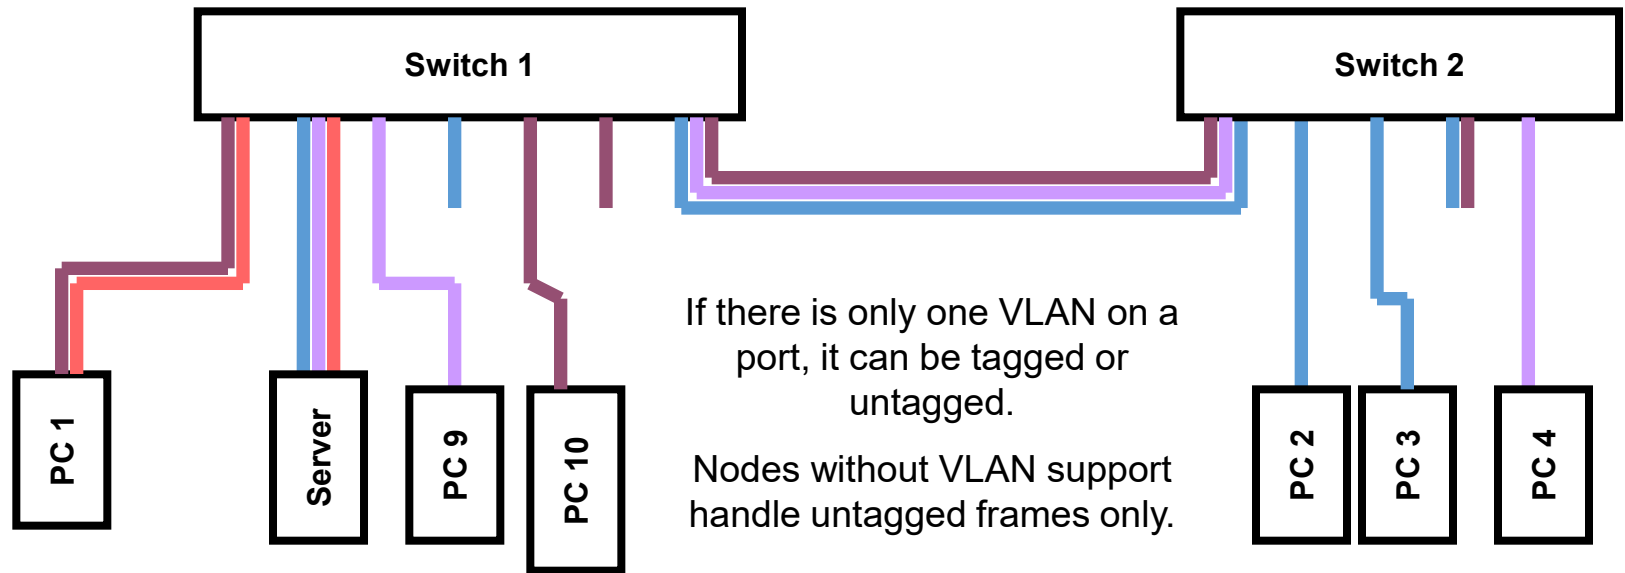 Switch 1
Switch 2
If there is only one VLAN on a
port, it can be tagged or
untagged.
Nodes without VLAN support
handle untagged frames only.
PC 1
Server
PC 9
PC 10
PC 2
PC 3
PC 4